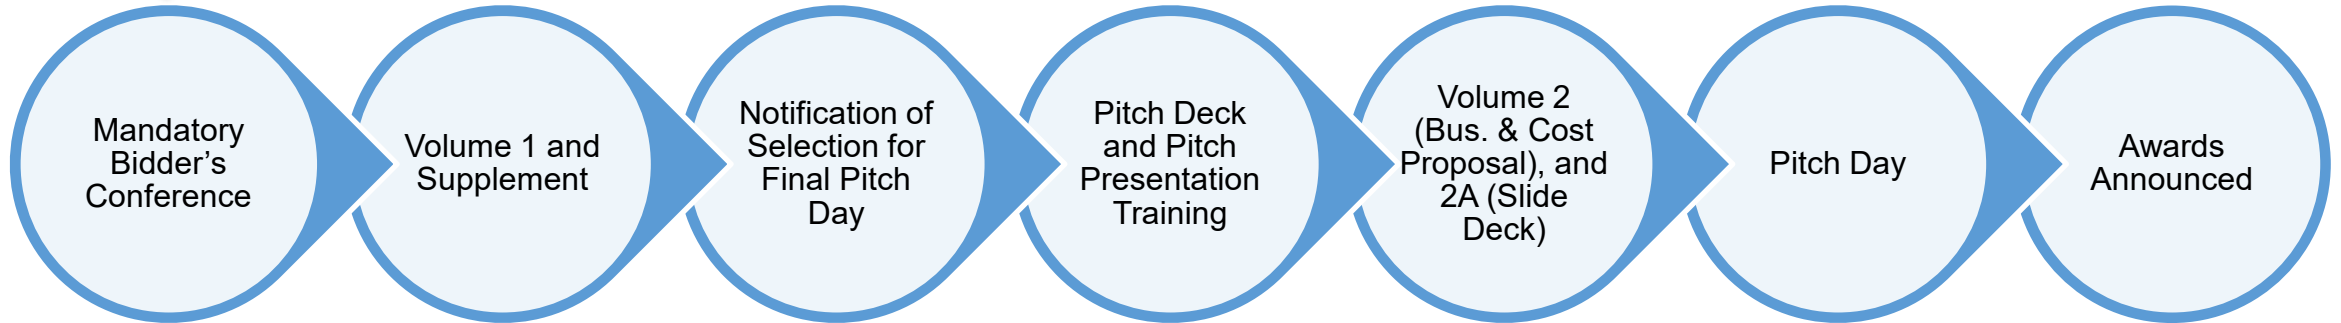 Mandatory
Bidder’s
Conference
Volume 1 and
Supplement
Notification of
Selection for
Final Pitch
Day
Pitch Deck
and Pitch
Presentation
Training
Volume 2
(Bus. & Cost
Proposal), and
2A (Slide
Deck)
Pitch Day
Awards
Announced